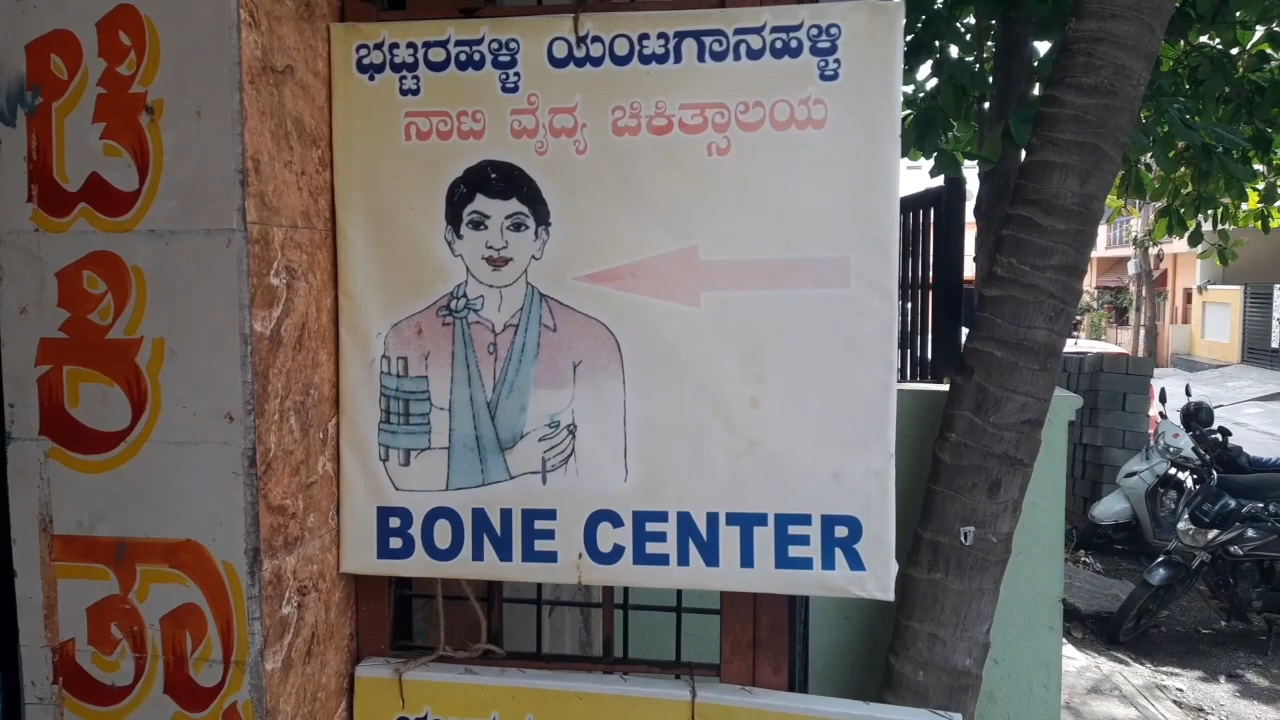 ಭಟ್ಟರಹಳ್ಳಿ ಯಂಟಗಾನಹಳ್ಳಿ
ನಾಟಿ ವೈದ್ಯ ಚಿಕಿತ್ಸಾಲಯ
BONE CENTER
ಚಿ
ಕಿ
ತ್ಸಾ